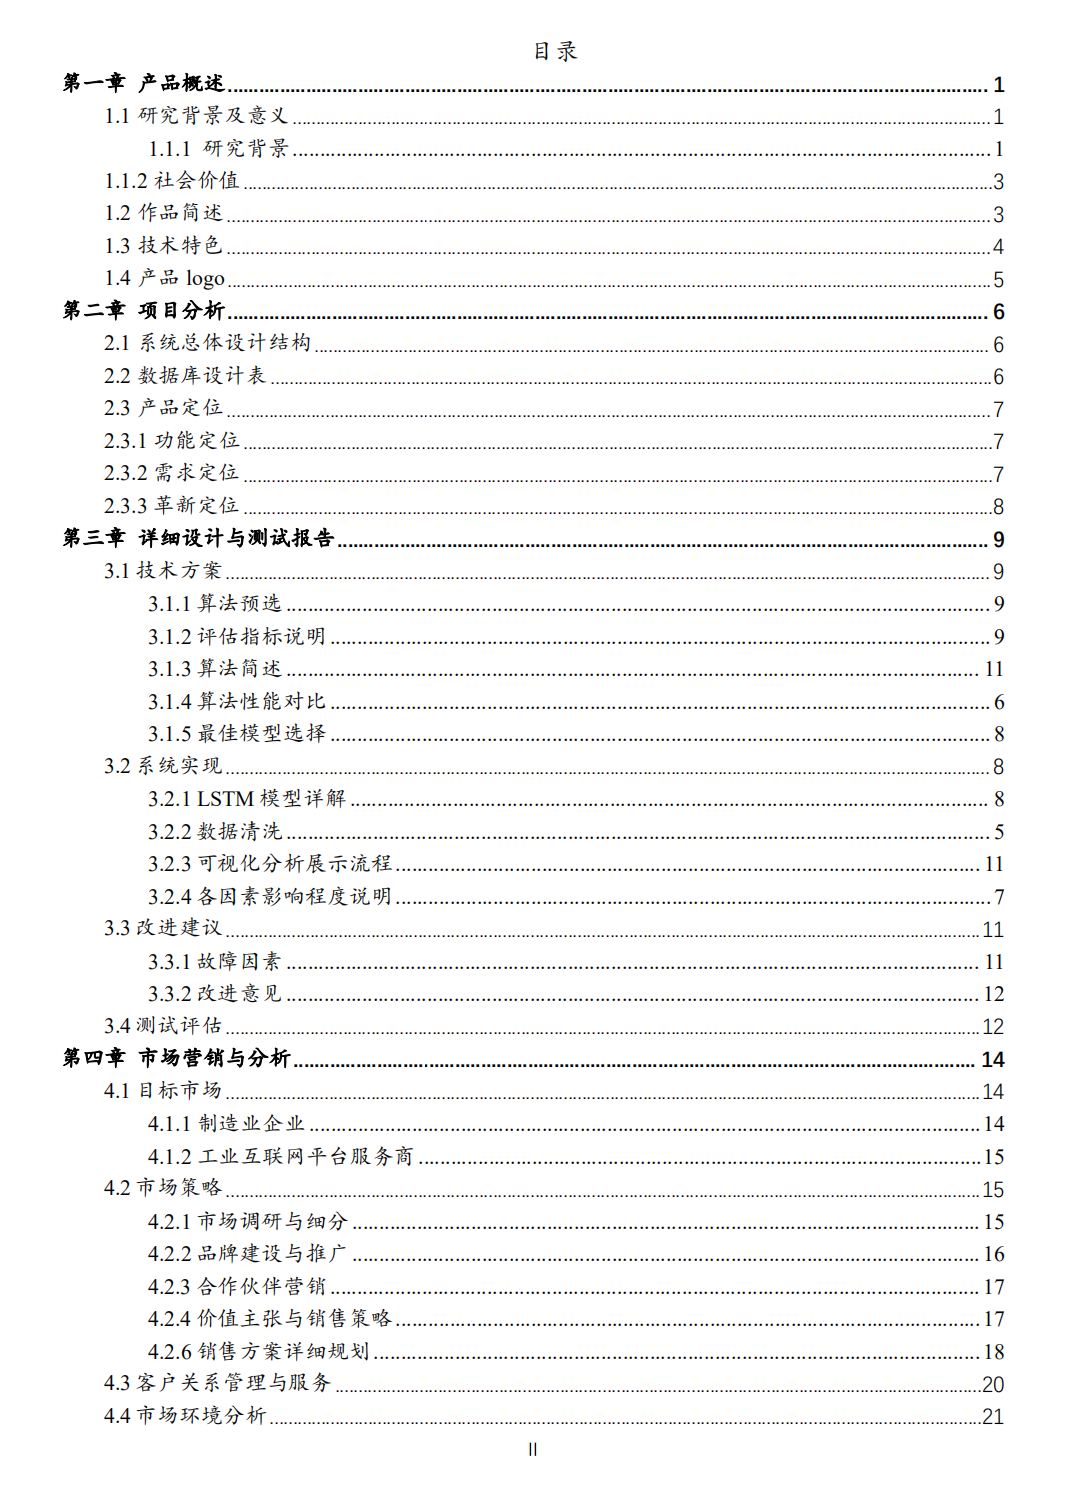 目录
第一章 产品概述 1
1.1 研究背景及意义 1
1.1.1 研究背景 1
1.1.2 社会价值 3
1.2 作品简述 3
1.3 技术特色 4
1.4 产品 logo 5
第二章 项目分析 6
2.1 系统总体设计结构 6
2.2 数据库设计表 6
2.3 产品定位 7
2.3.1 功能定位 7
2.3.2 需求定位 7
2.3.3 革新定位 8
第三章 详细设计与测试报告 9
3.1 技术方案 9
3.1.1 算法预选 9
3.1.2 评估指标说明 9
3.1.3 算法简述 11
3.1.4 算法性能对比 6
3.1.5 最佳模型选择 8
3.2 系统实现 8
3.2.1 LSTM 模型详解 8
3.2.2 数据清洗 5
3.2.3 可视化分析展示流程 11
3.2.4 各因素影响程度说明 7
3.3 改进建议 11
3.3.1 故障因素 11
3.3.2 改进意见 12
3.4 测试评估 12
第四章 市场营销与分析 14
4.1 目标市场 14
4.1.1 制造业企业 14
4.1.2 工业互联网平台服务商 15
4.2 市场策略 15
4.2.1 市场调研与细分 15
4.2.2 品牌建设与推广 16
4.2.3 合作伙伴营销 17
4.2.4 价值主张与销售策略 17
4.2.6 销售方案详细规划 18
4.3 客户关系管理与服务 20
4.4 市场环境分析 21
II